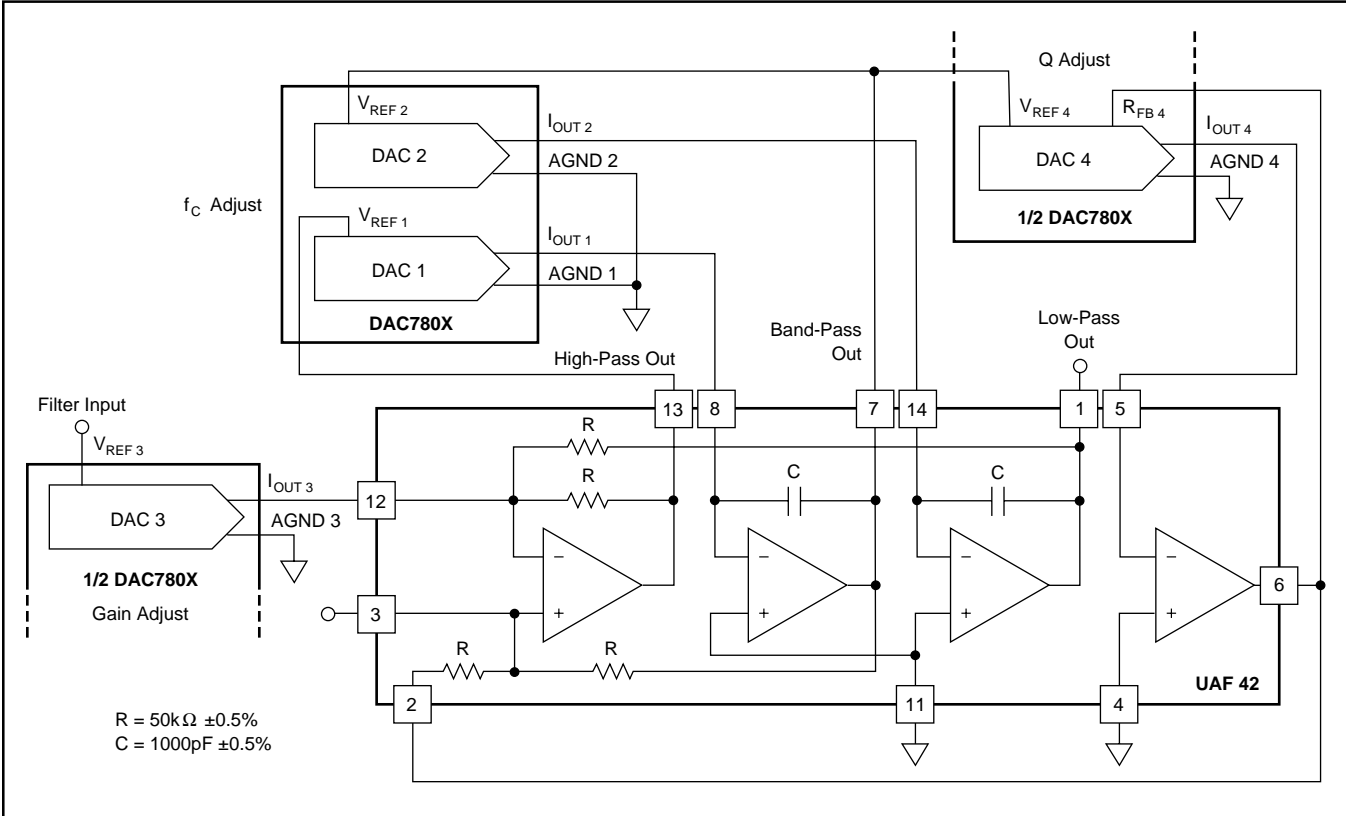 Q Adjust
V_REF 2
I_OUT 2
DAC 2
AGND 2
V_REF 4
R_FB 4
I_OUT 4
DAC 4
AGND 4
1/2 DAC780X
f_C Adjust
V_REF 1
I_OUT 1
DAC 1
AGND 1
DAC780X
High-Pass Out
Band-Pass
Out
Low-Pass
Out
Filter Input
V_REF 3
I_OUT 3
DAC 3
AGND 3
1/2 DAC780X
Gain Adjust
13
8
7
14
1
5
R
R
C
C
12
−
+
−
+
−
+
−
+
6
3
R
R
UAF 42
2
11
4
R = 50kΩ ±0.5%
C = 1000pF ±0.5%